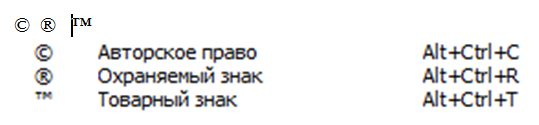 © ® ™
© Авторское право Alt+Ctrl+C
® Охраняемый знак Alt+Ctrl+R
™ Товарный знак Alt+Ctrl+T